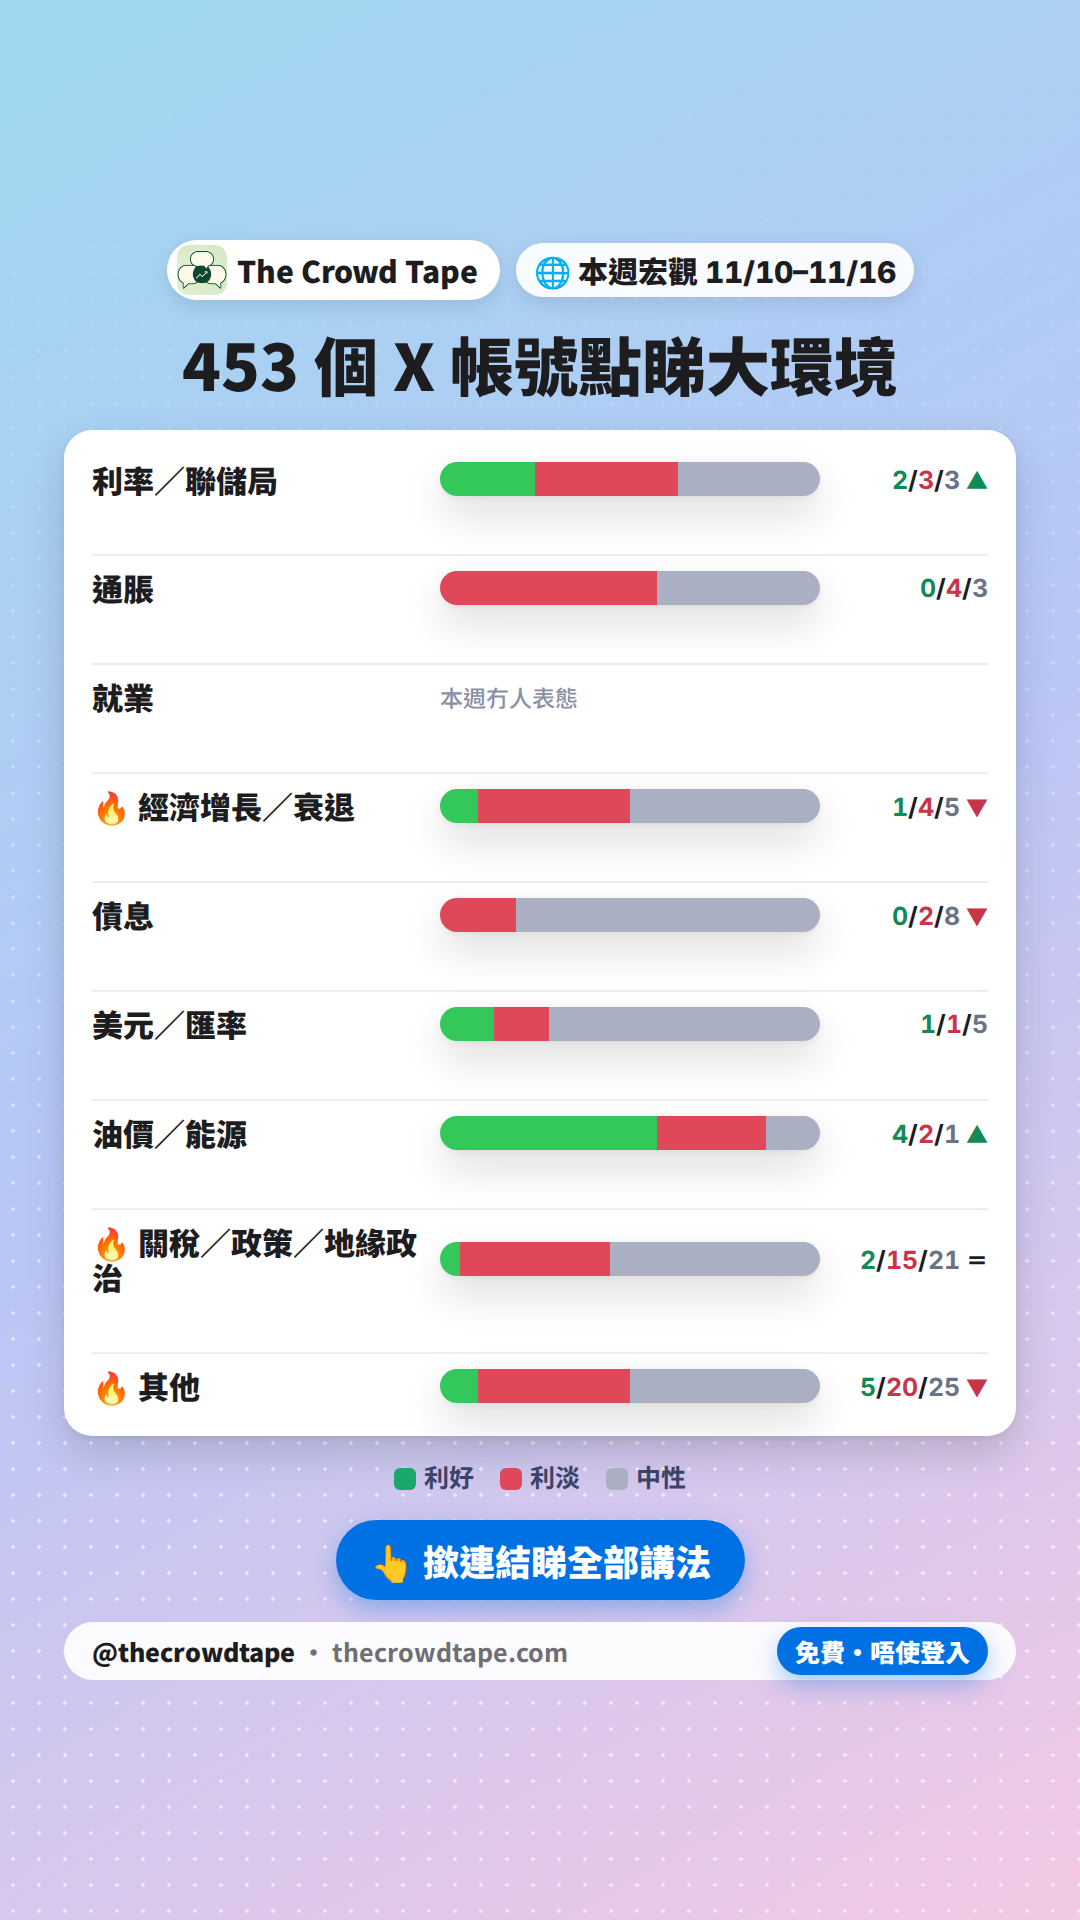 The Crowd Tape
🌐 本週宏觀 11/10–11/16
453 個 X 帳號點睇大環境
利率／聯儲局 2/3/3 ▲
通脹 0/4/3
就業 本週冇人表態
🔥 經濟增長／衰退 1/4/5 ▼
債息 0/2/8 ▼
美元／匯率 1/1/5
油價／能源 4/2/1 ▲
🔥 關稅／政策／地緣政
治 2/15/21 =
🔥 其他 5/20/25 ▼
利好 利淡 中性
👆 撳連結睇全部講法
@thecrowdtape · thecrowdtape.com
免費・唔使登入